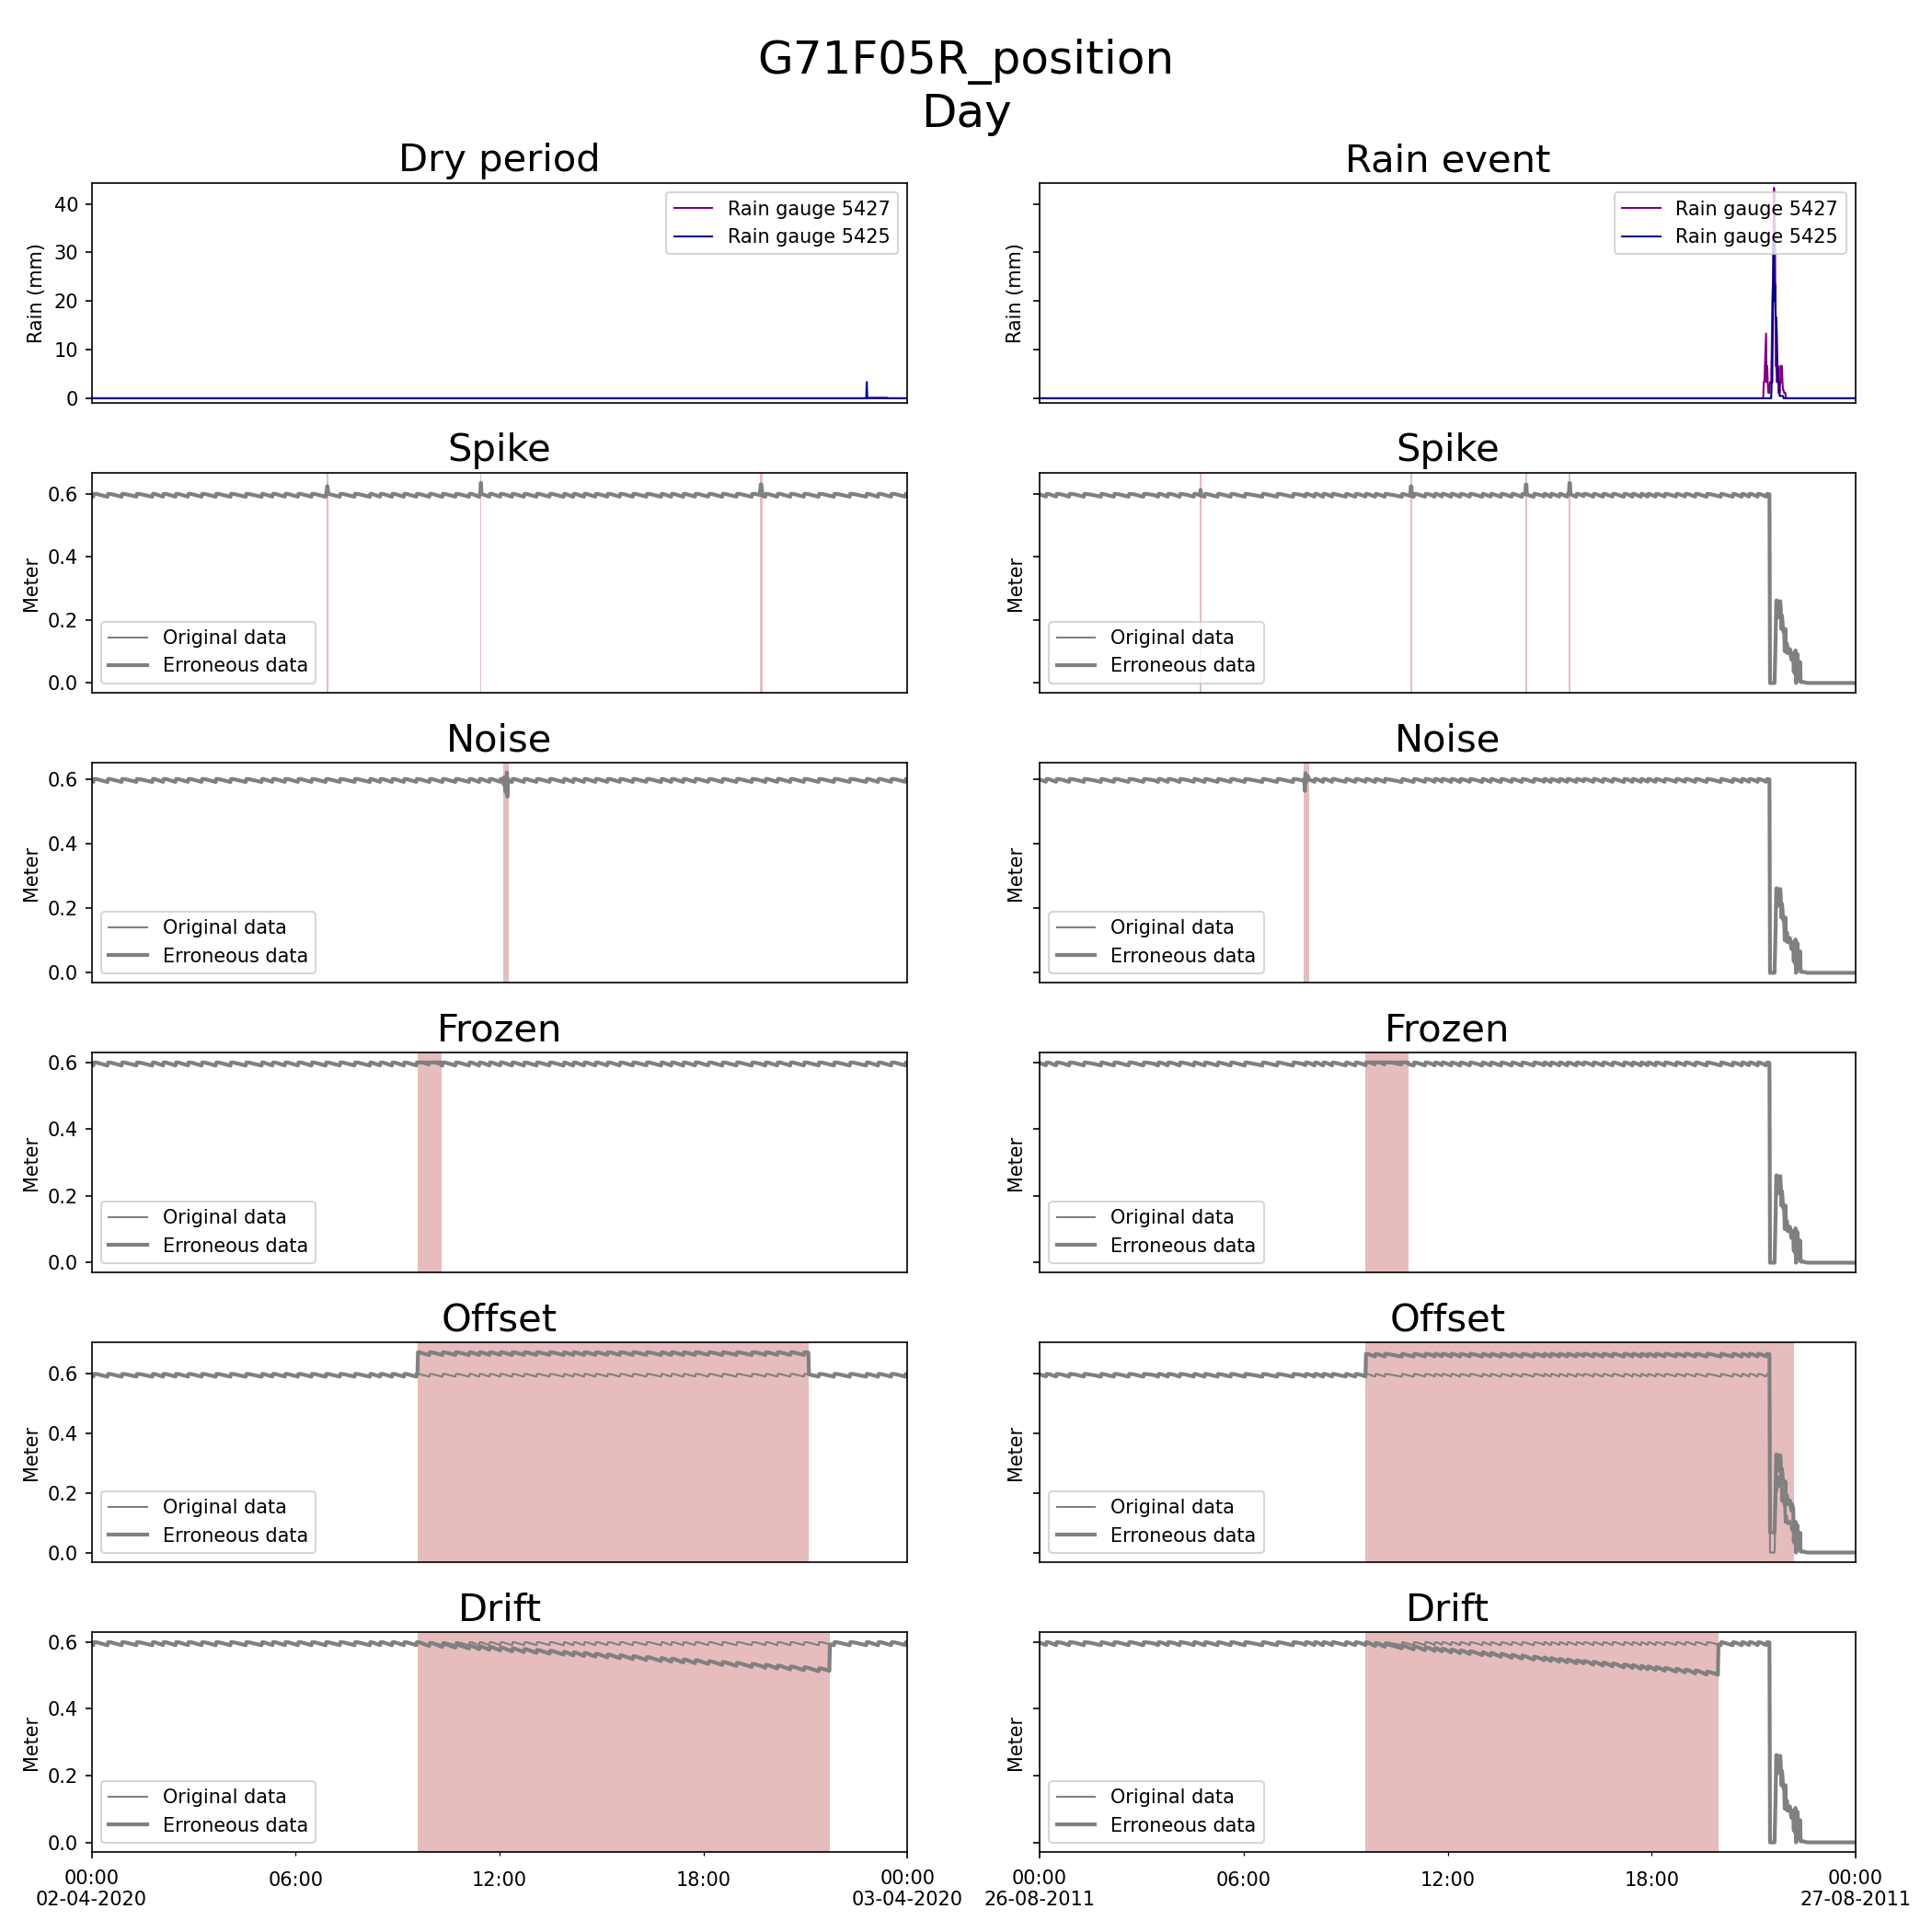 G71F05R_position
Day
Dry period
Rain event
40
30
20
10
0
Rain (mm)
Rain gauge 5427
Rain gauge 5425
Rain (mm)
Rain gauge 5427
Rain gauge 5425
Spike
Spike
0.6
0.4
0.2
0.0
Meter
Original data
Erroneous data
Meter
Original data
Erroneous data
Noise
Noise
0.6
0.4
0.2
0.0
Meter
Original data
Erroneous data
Meter
Original data
Erroneous data
Frozen
Frozen
0.6
0.4
0.2
0.0
Meter
Original data
Erroneous data
Meter
Original data
Erroneous data
Offset
Offset
0.6
0.4
0.2
0.0
Meter
Original data
Erroneous data
Meter
Original data
Erroneous data
Drift
Drift
0.6
0.4
0.2
0.0
Meter
Original data
Erroneous data
Meter
Original data
Erroneous data
00:00 06:00 12:00 18:00 00:00
02-04-2020 03-04-2020
00:00 06:00 12:00 18:00 00:00
26-08-2011 27-08-2011